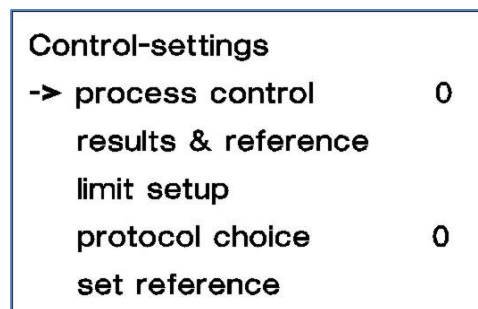 Control-settings
-> process control 0
results & reference
limit setup
protocol choice 0
set reference